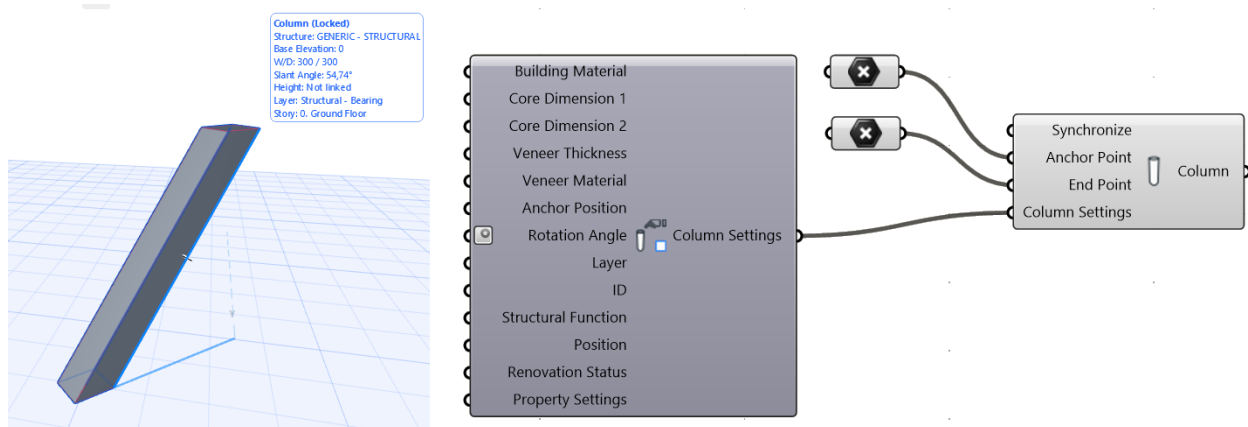 Column (Locked)
Structure: GENERIC - STRUCTURAL
Base Elevation: 0
W/D: 300 / 300
Slant Angle: 54,74°
Height: Not linked
Layer: Structural - Bearing
Story: 0. Ground Floor
Building Material
Core Dimension 1
Core Dimension 2
Veneer Thickness
Veneer Material
Anchor Position
Rotation Angle
Layer
ID
Structural Function
Position
Renovation Status
Property Settings
Column Settings
Synchronize
Anchor Point
End Point
Column Settings
Column